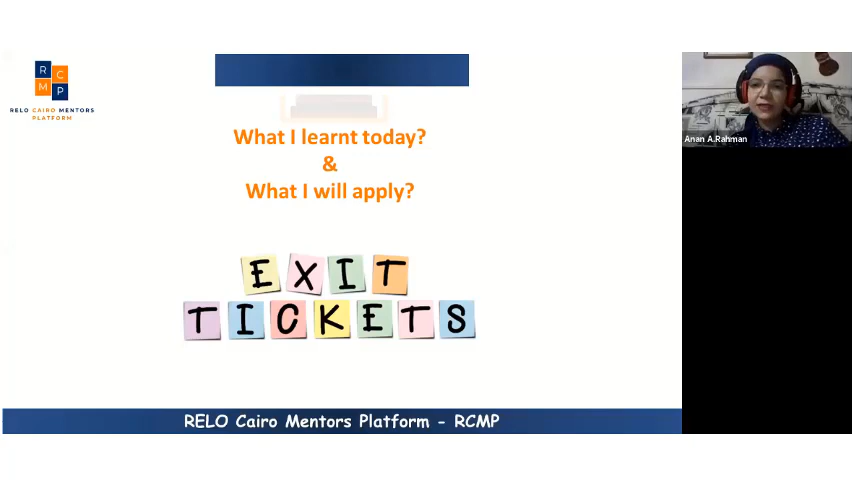 R
C
M
P
RELO CAIRO MENTORS
PLATFORM
What I learnt today?
&
What I will apply?
EXIT
TICKETS
RELO Cairo Mentors Platform - RCMP
Anan A.Rahman